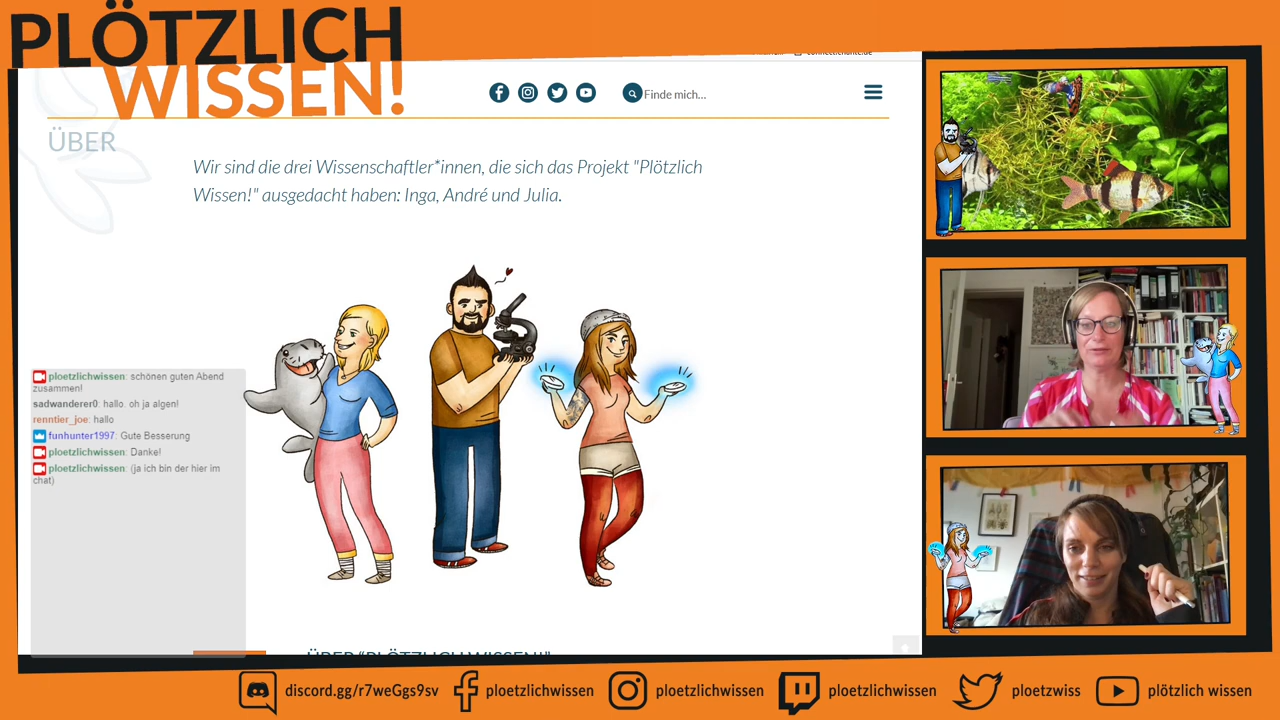 PLÖTZLICH
WISSEN!
Finde mich...
ÜBER
Wir sind die drei Wissenschaftler*innen, die sich das Projekt "Plötzlich
Wissen!" ausgedacht haben: Inga, André und Julia.
ploetzlichwissen: schönen guten Abend
zusammen!
sadwanderer0: hallo. oh ja algen!
renntier_joe: hallo
funhunter1997: Gute Besserung
ploetzlichwissen: Danke!
ploetzlichwissen: (ja ich bin der hier im
chat)
ÜBER "PLÖTZLICH WISSEN!"
discord.gg/r7weGgs9sv
ploetzlichwissen
ploetzlichwissen
ploetzlichwissen
ploetzwiss
plötzlich wissen